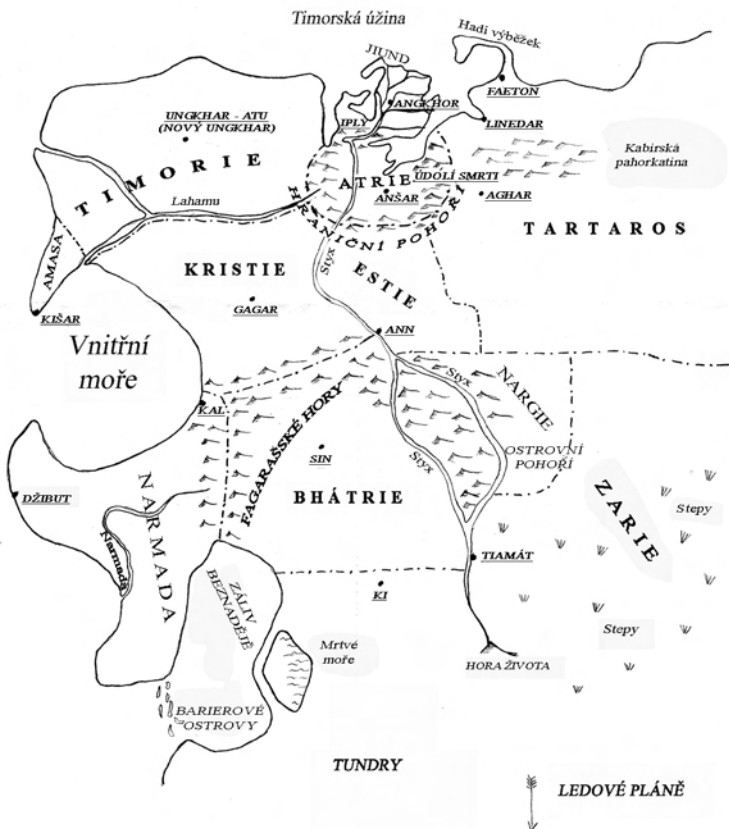 Timorská úžina
Hadí výběžek
JIUND
FAETON
UNGKHAR - ATU
(NOVÝ UNGKHAR)
ANGKHOR
IPLY
LINEDAR
Kabirská
pahorkatina
TIMORIE
ATRIE
ÚDOLÍ SMRTI
Lahamu
ANŠAR
AGHAR
HRANIČNÍ POHOŘÍ
TARTAROS
AMASA
KRISTIE
Styx
ESTIE
KIŠAR
GAGAR
ANN
Vnitřní
moře
Styx
NARGIE
KAL
FAGARAŠSKÉ HORY
SIN
Styx
OSTROVNÍ
POHOŘÍ
DŽIBUT
NARMADA
BHÁTRIE
ZARIE
Stepy
Narmada
TIAMÁT
ZÁLIV
BEZNADĚJE
KI
Stepy
Mrtvé
moře
HORA ŽIVOTA
BARIEROVÉ
OSTROVY
TUNDRY
LEDOVÉ PLÁNĚ